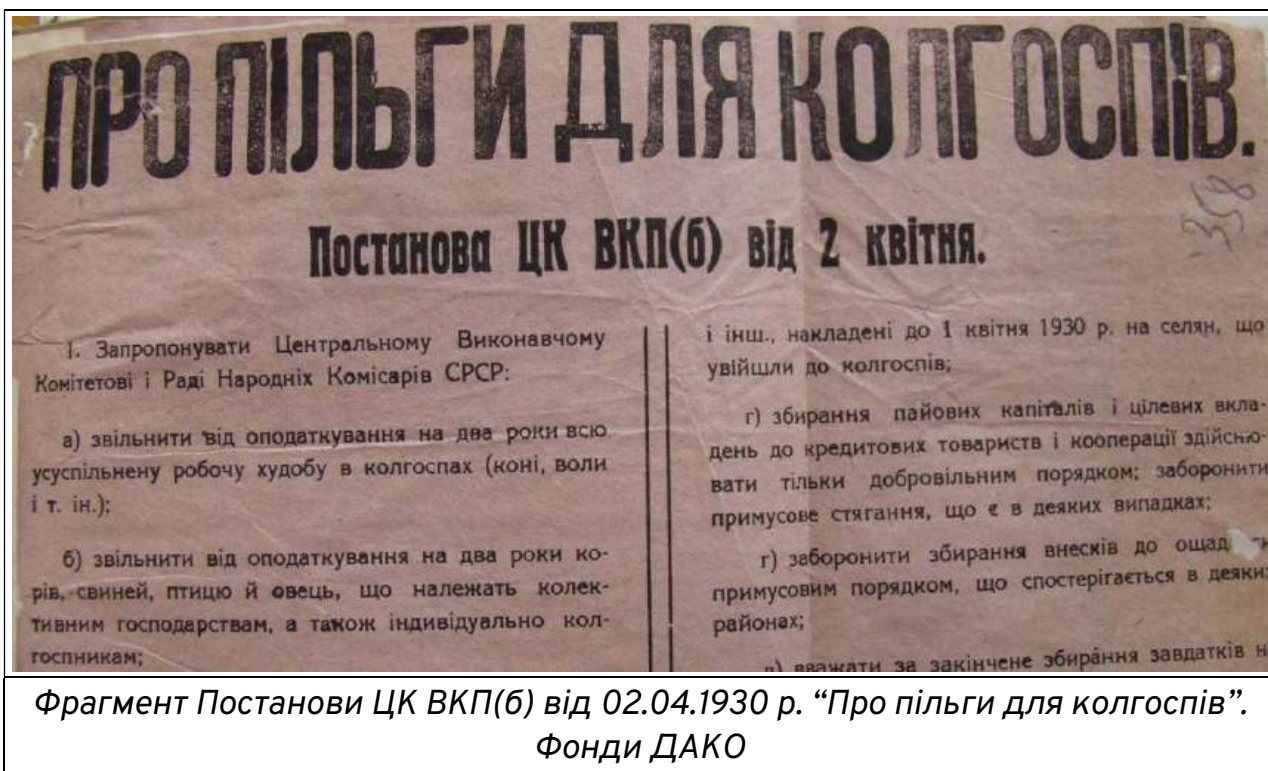 ПРО ПІЛЬГИ ДЛЯ КОЛГОСПІВ.
358
Постанова ЦК ВКП(б) від 2 квітня.
1. Запропонувати Центральному Виконавчому
Комітетові і Раді Народніх Комісарів СРСР:
а) звільнити від оподаткування на два роки всю
усуспільнену робочу худобу в колгоспах (коні, воли
і т. ін.);
б) звільнити від оподаткування на два роки ко-
рів, свиней, птицю й овець, що належать колек-
тивним господарствам, а також індивідуально кол-
госпникам;
і інш., накладені до 1 квітня 1930 р. на селян, що
увійшли до колгоспів;
г) збирання пайових капіталів і цілевих вкла-
день до кредитових товариств і кооперації здійсню-
вати тільки добровільним порядком; заборонити
примусове стягання, що є в деяких випадках;
г) заборонити збирання внесків до
примусовим порядком, що спостерігається в деяких
районах;
вважати за закінчене збирання завдатків
Фрагмент Постанови ЦК ВКП(б) від 02.04.1930 р. “Про пільги для колгоспів”.
Фонди ДАКО